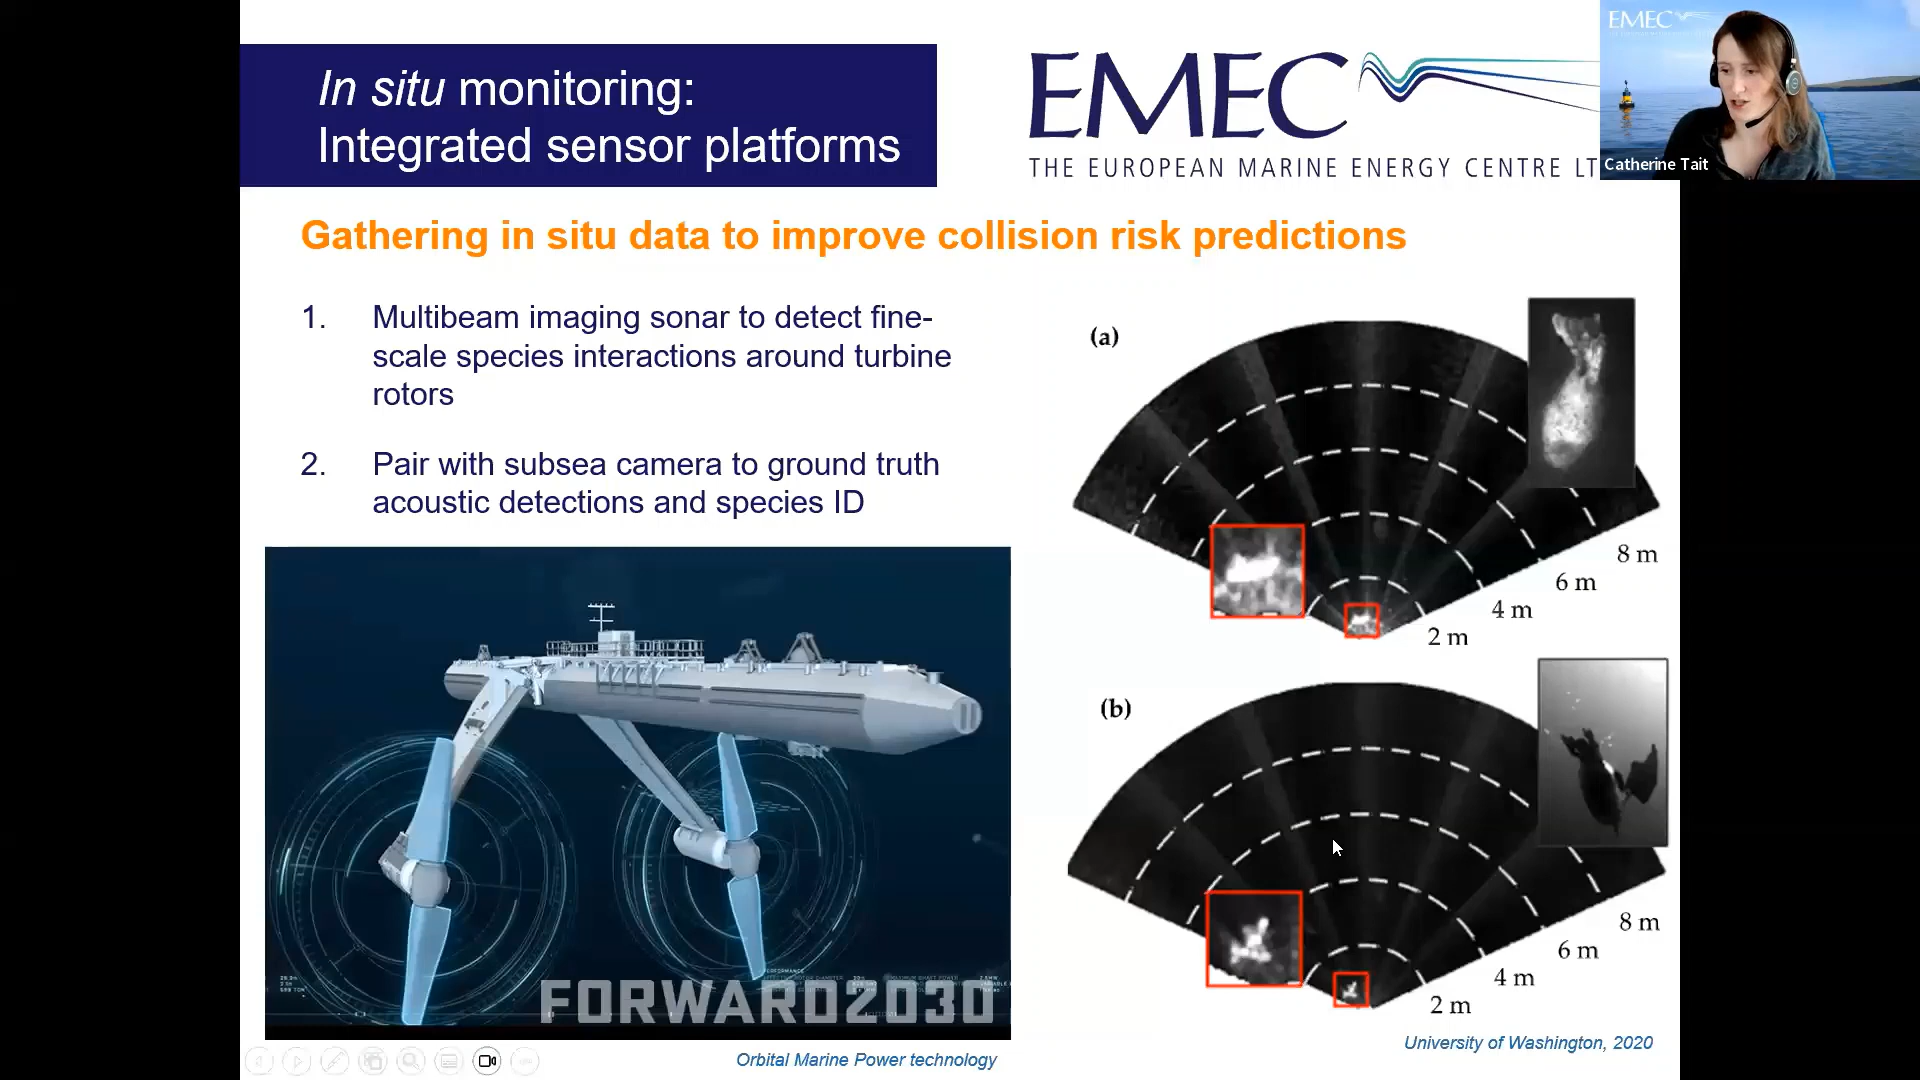 In situ monitoring:
Integrated sensor platforms
EMEC
THE EUROPEAN MARINE ENERGY CENTRE LT
EMEC
Catherine Tait
Gathering in situ data to improve collision risk predictions
1. Multibeam imaging sonar to detect fine-
scale species interactions around turbine
rotors
2. Pair with subsea camera to ground truth
acoustic detections and species ID
(a)
8 m
6 m
4 m
2 m
(b)
8 m
6 m
4 m
2 m
PERFORMANCE
FORWARD2030
Orbital Marine Power technology
University of Washington, 2020